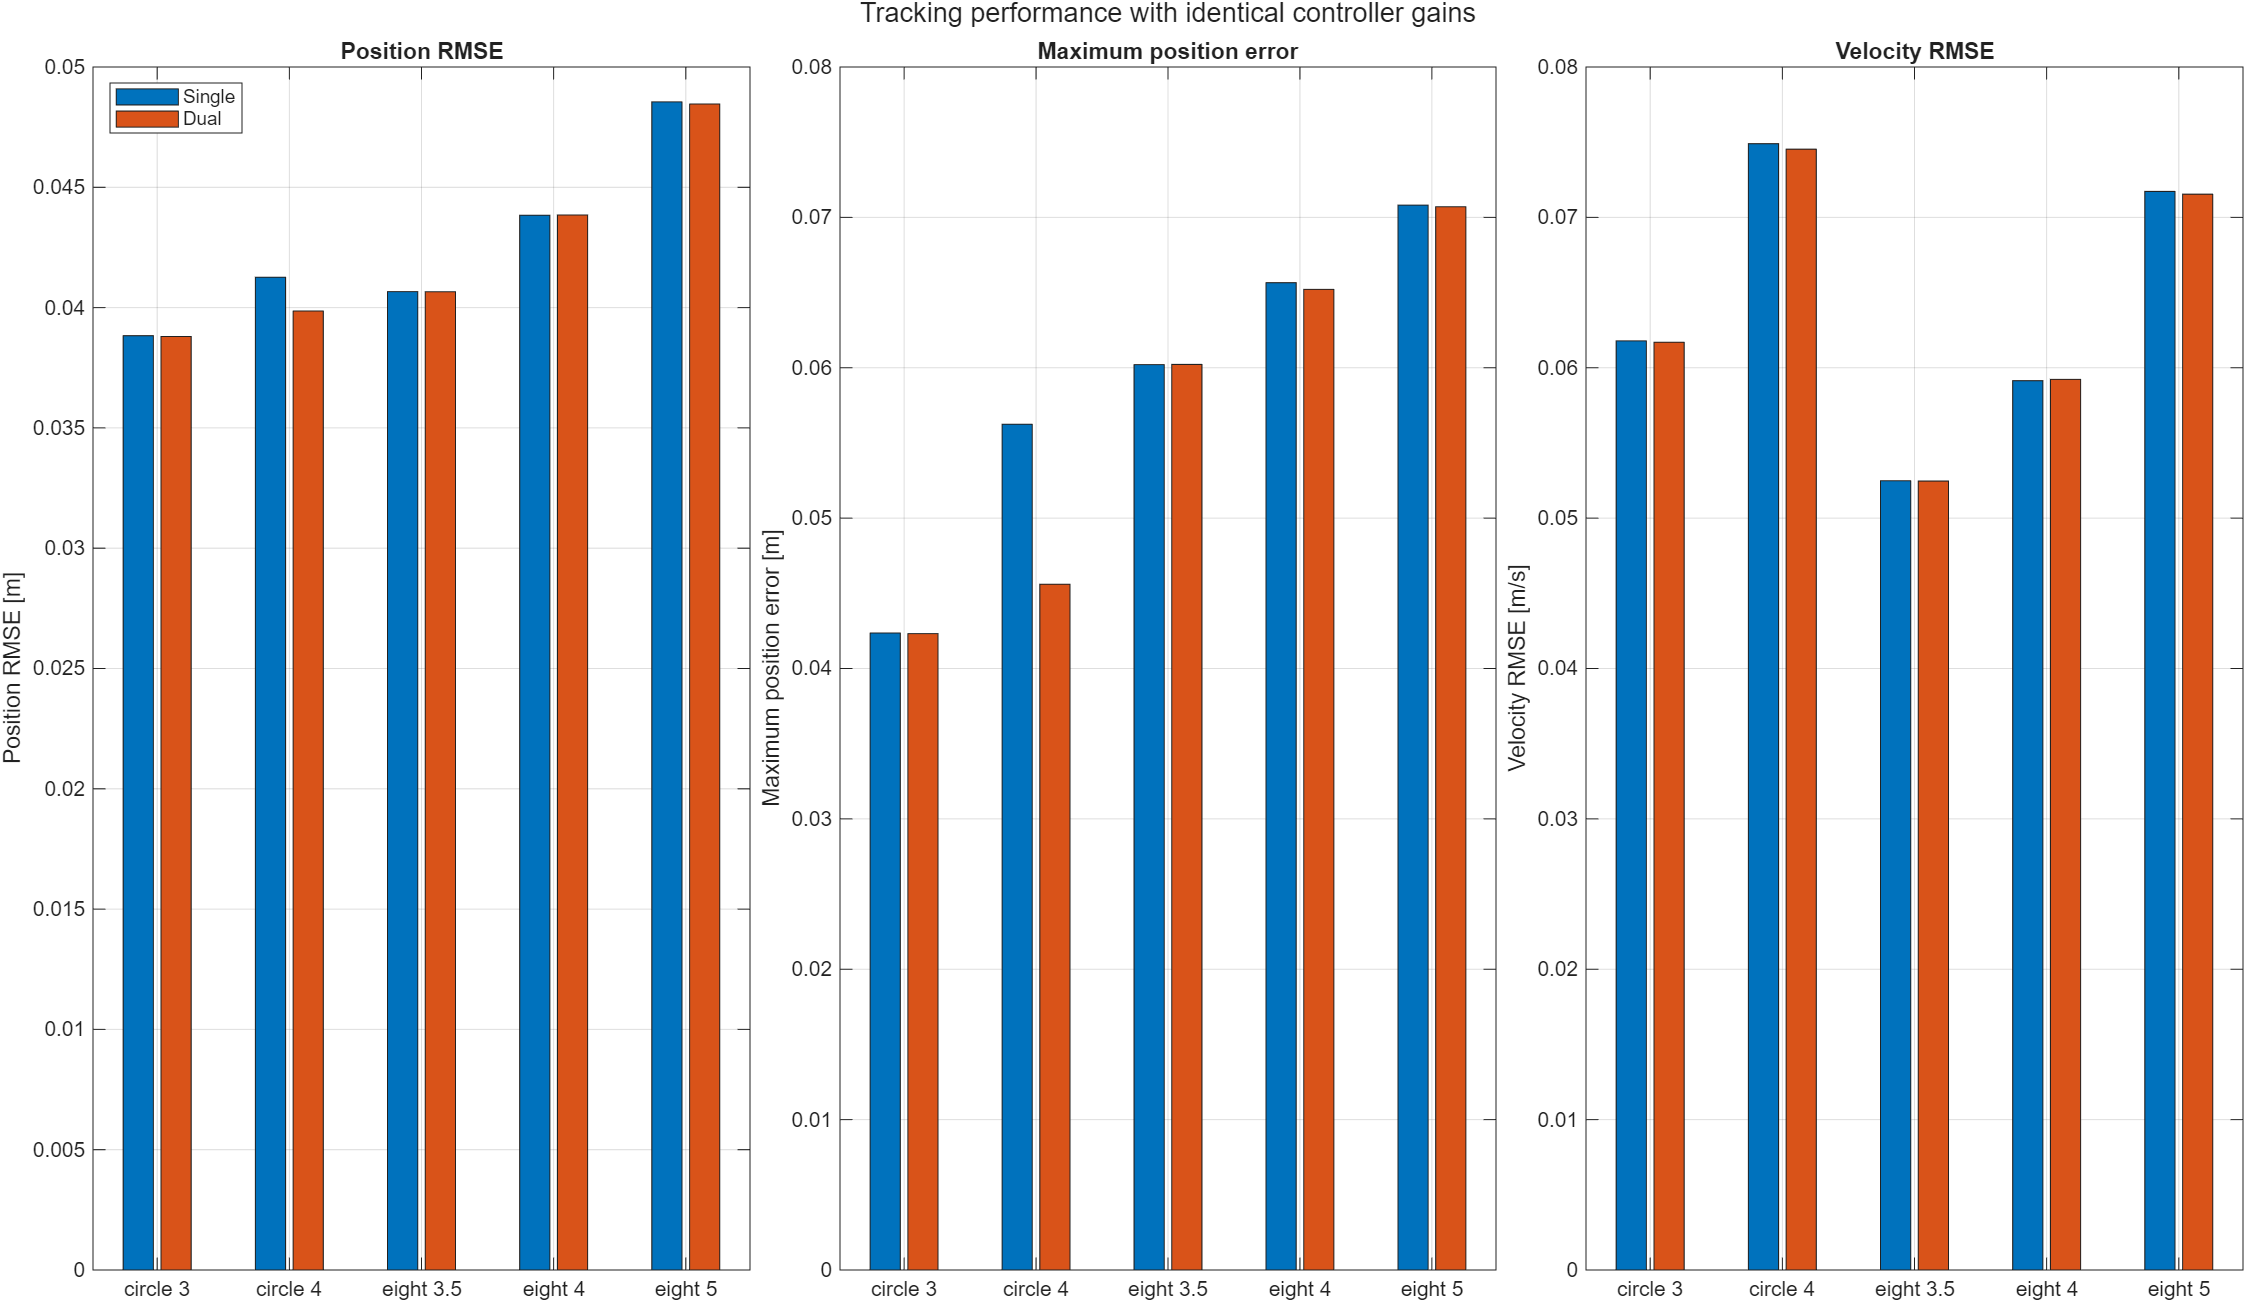 Tracking performance with identical controller gains
Position RMSE
Position RMSE [m]
0.05
0.045
0.04
0.035
0.03
0.025
0.02
0.015
0.01
0.005
0
Single
Dual
circle 3
circle 4
eight 3.5
eight 4
eight 5
Maximum position error
Maximum position error [m]
0.08
0.07
0.06
0.05
0.04
0.03
0.02
0.01
0
circle 3
circle 4
eight 3.5
eight 4
eight 5
Velocity RMSE
Velocity RMSE [m/s]
0.08
0.07
0.06
0.05
0.04
0.03
0.02
0.01
0
circle 3
circle 4
eight 3.5
eight 4
eight 5